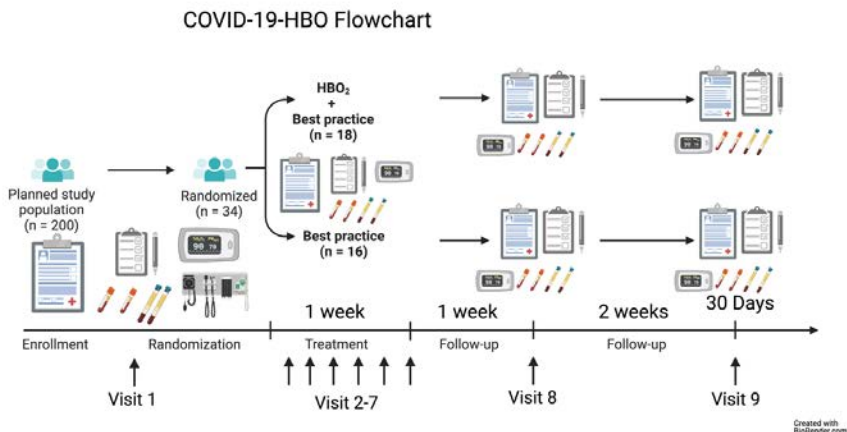 COVID-19-HBO Flowchart
HBO₂
+
Best practice
(n = 18)
Planned study
population
(n = 200)
Randomized
(n = 34)
Best practice
(n = 16)
1 week
1 week
2 weeks
30 Days
Enrollment
Randomization
Treatment
Follow-up
Follow-up
Visit 1
Visit 2-7
Visit 8
Visit 9
Created with
BioRender.com